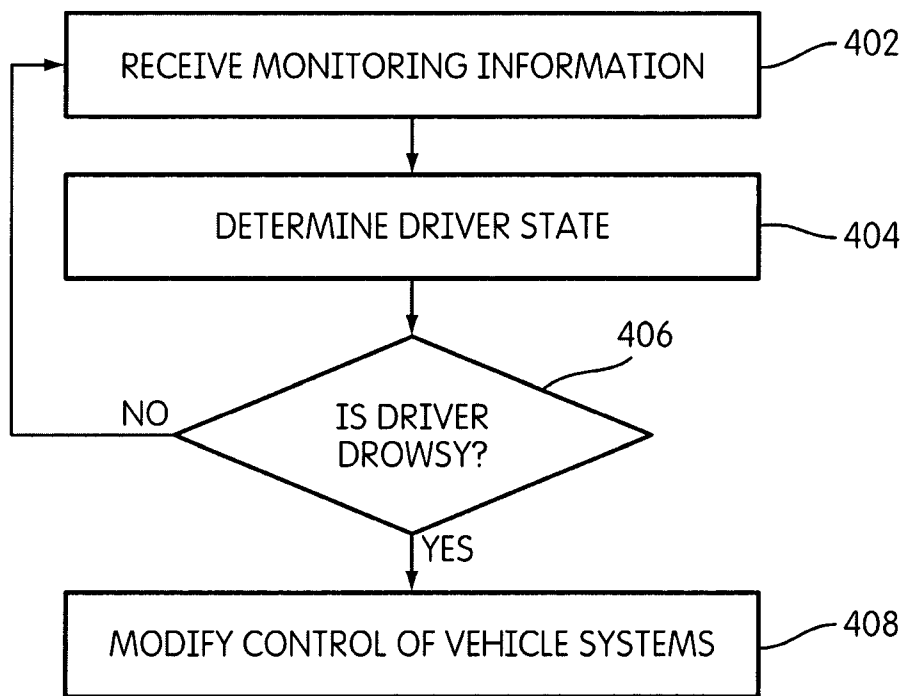 RECEIVE MONITORING INFORMATION
402
DETERMINE DRIVER STATE
404
406
IS DRIVER
DROWSY?
NO
YES
MODIFY CONTROL OF VEHICLE SYSTEMS
408